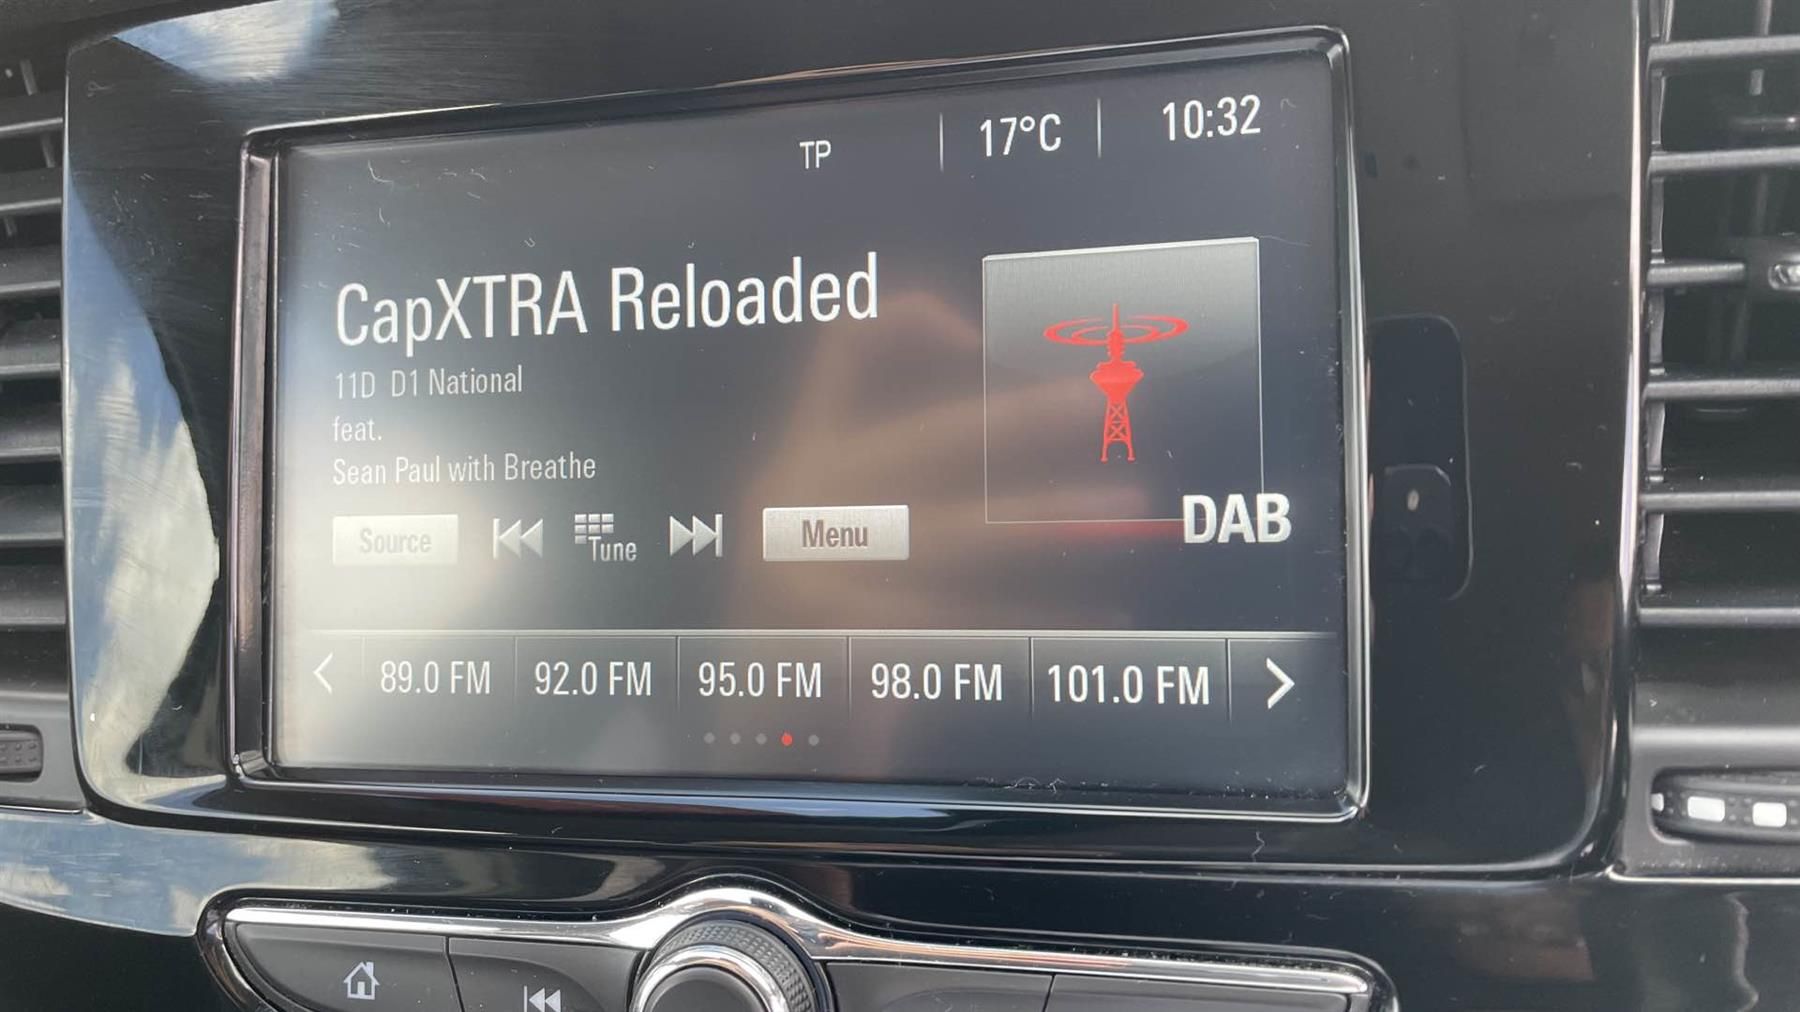 TP 17°C 10:32
CapXTRA Reloaded
11D D1 National
feat.
Sean Paul with Breathe
Source Tune Menu
DAB
89.0 FM 92.0 FM 95.0 FM 98.0 FM 101.0 FM